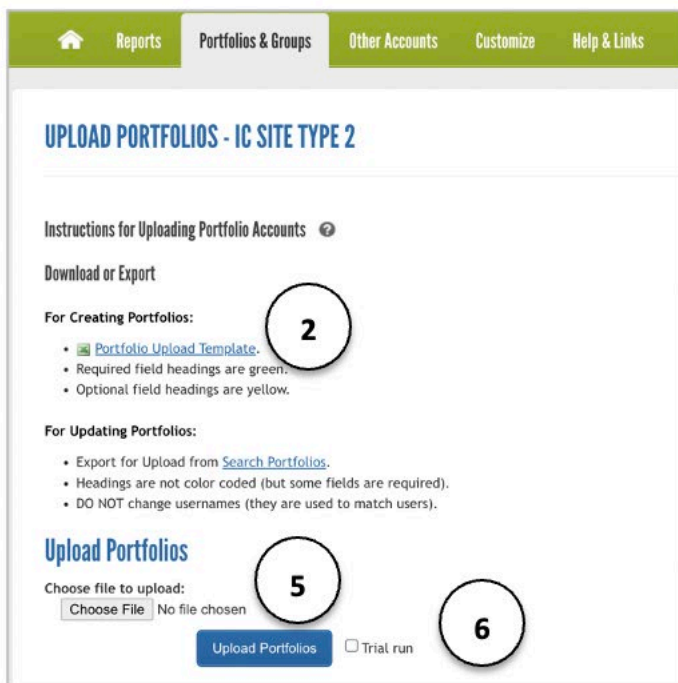 Reports Portfolios & Groups Other Accounts Customize Help & Links
UPLOAD PORTFOLIOS - IC SITE TYPE 2
Instructions for Uploading Portfolio Accounts ?
Download or Export
For Creating Portfolios:
2
• Portfolio Upload Template.
• Required field headings are green.
• Optional field headings are yellow.
For Updating Portfolios:
• Export for Upload from Search Portfolios.
• Headings are not color coded (but some fields are required).
• DO NOT change usernames (they are used to match users).
Upload Portfolios
5
Choose file to upload:
Choose File No file chosen
6
Upload Portfolios Trial run